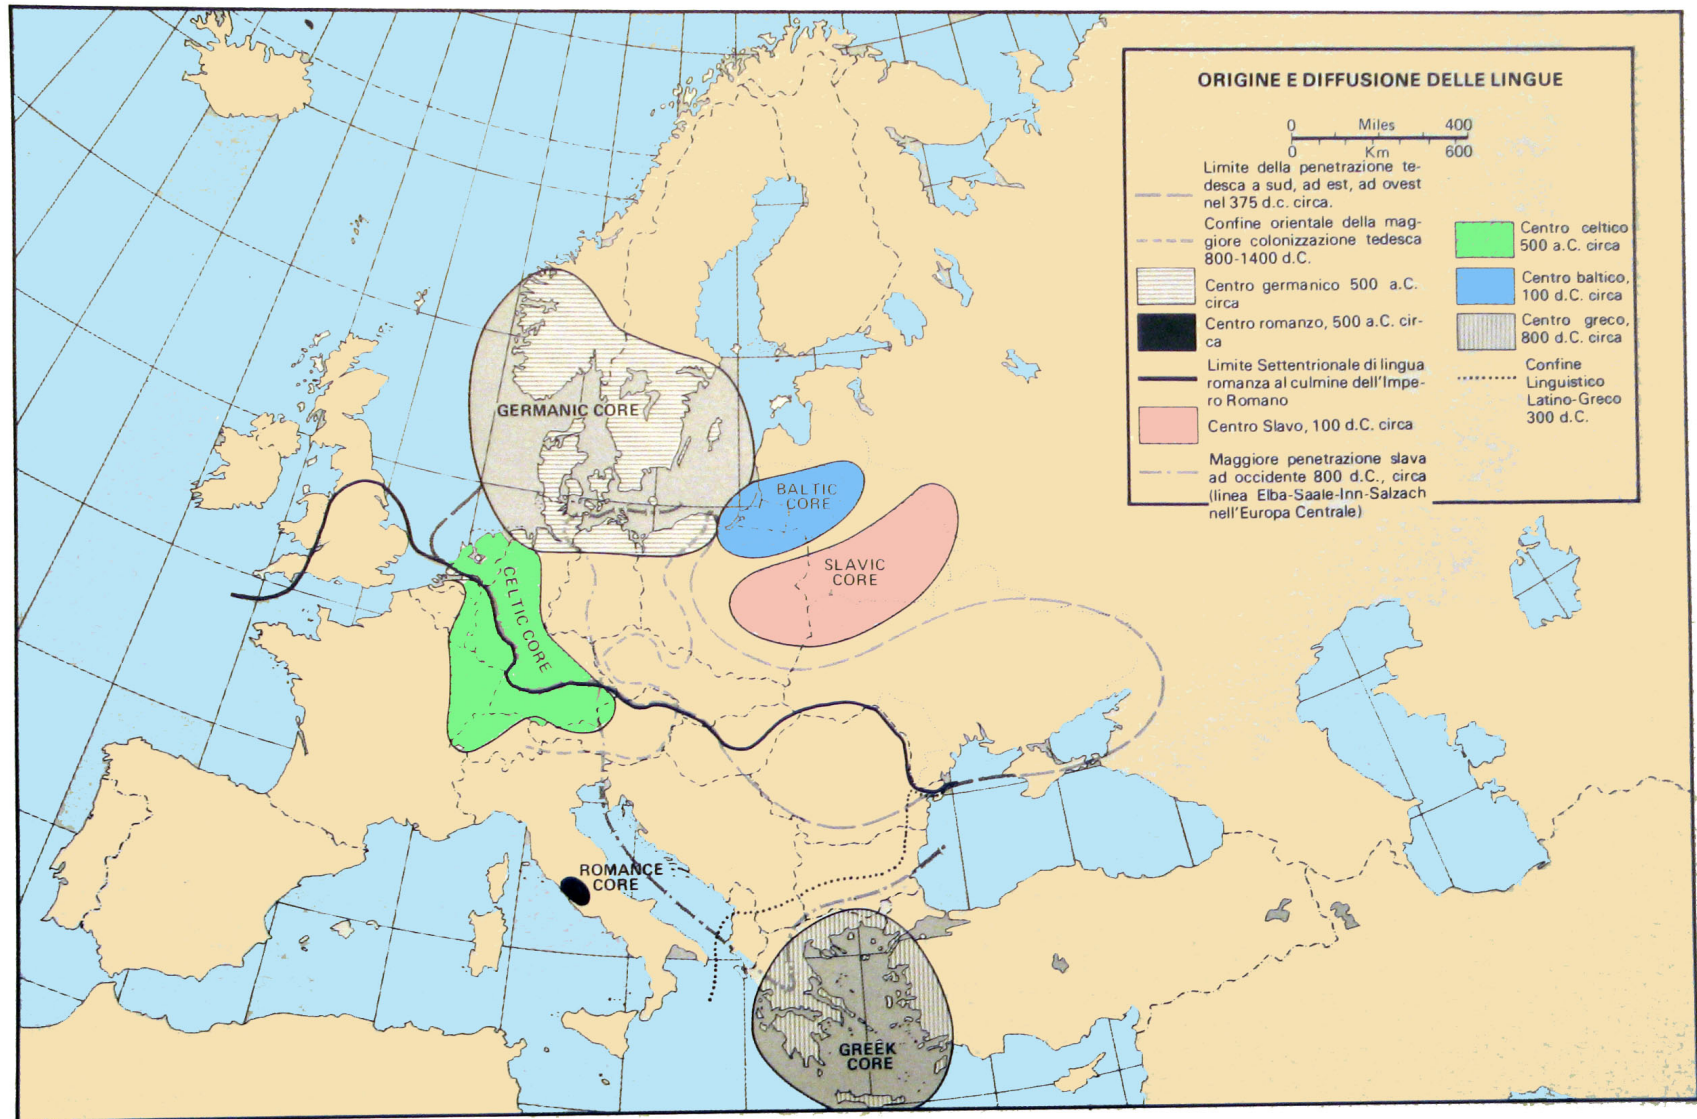 ORIGINE E DIFFUSIONE DELLE LINGUE
0 Miles 400
0 Km 600
Limite della penetrazione te-
desca a sud, ad est, ad ovest
nel 375 d.c. circa.
Confine orientale della mag-
giore colonizzazione tedesca
800-1400 d.C.
Centro germanico 500 a.C.
circa
Centro romanzo, 500 a.C. cir-
ca
Limite Settentrionale di lingua
romanza al culmine dell'Impe-
ro Romano
Centro Slavo, 100 d.C. circa
Maggiore penetrazione slava
ad occidente 800 d.C., circa
(linea Elba-Saale-Inn-Salzach
nell'Europa Centrale)
Centro celtico
500 a.C. circa
Centro baltico,
100 d.C. circa
Centro greco,
800 d.C. circa
Confine
Linguistico
Latino-Greco
300 d.C.
GERMANIC CORE
BALTIC
CORE
SLAVIC
CORE
CELTIC CORE
ROMANCE
CORE
GREEK
CORE